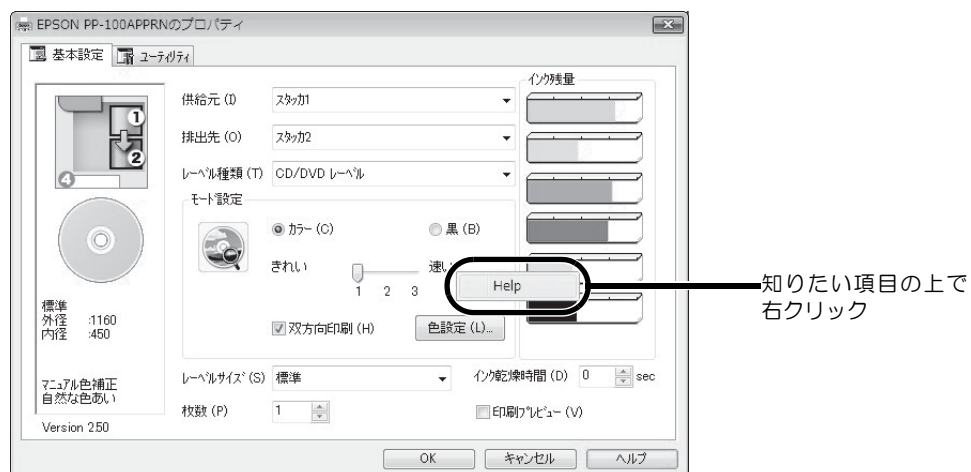 EPSON PP-100APPRNのプロパティ
基本設定 ユーティリティ
供給元 (I) スタッカ1
排出先 (O) スタッカ2
レーベル種類 (T) CD/DVD レーベル
インク残量
1
2
4
モード設定
カラー (C) 黒 (B)
きれい 速い
1 2 3
Help
双方向印刷 (H) 色設定 (L)...
知りたい項目の上で
右クリック
標準
外径 :1160
内径 :450
マニュアル色補正
自然な色あい
Version 2.50
レーベルサイズ (S) 標準
インク乾燥時間 (D) 0 sec
枚数 (P) 1
印刷プレビュー (V)
OK キャンセル ヘルプ